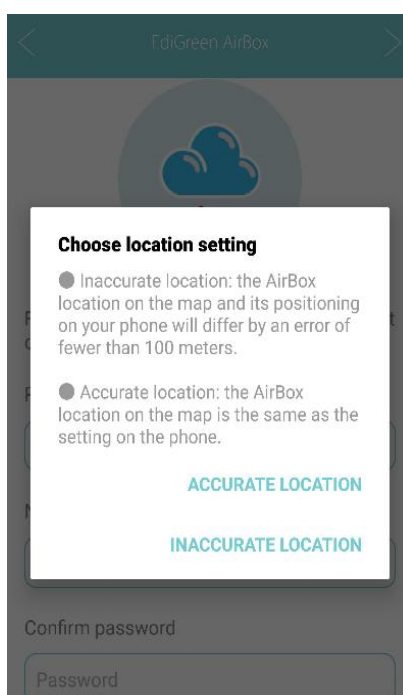 EdiGreen AirBox
Choose location setting
Inaccurate location: the AirBox
location on the map and its positioning
on your phone will differ by an error of
fewer than 100 meters.
Accurate location: the AirBox
location on the map is the same as the
setting on the phone.
ACCURATE LOCATION
INACCURATE LOCATION
Confirm password
Password